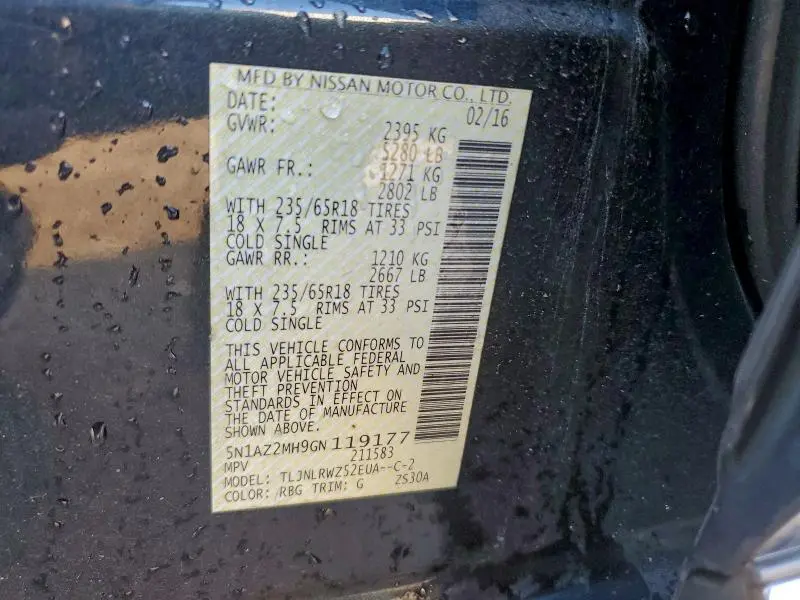 MFD BY NISSAN MOTOR CO., LTD.
DATE: 02/16
GVWR: 2395 KG
5280 LB
GAWR FR.: 1271 KG
2802 LB
WITH 235/65R18 TIRES
18 X 7.5 RIMS AT 33 PSI
COLD SINGLE
GAWR RR.: 1210 KG
2667 LB
WITH 235/65R18 TIRES
18 X 7.5 RIMS AT 33 PSI
COLD SINGLE
THIS VEHICLE CONFORMS TO
ALL APPLICABLE FEDERAL
MOTOR VEHICLE SAFETY AND
THEFT PREVENTION
STANDARDS IN EFFECT ON
THE DATE OF MANUFACTURE
SHOWN ABOVE.
5N1AZ2MH9GN119177
MPV 211583
MODEL: TLJNLRWZ52EUA--C-2
COLOR: RBG TRIM: G ZS30A